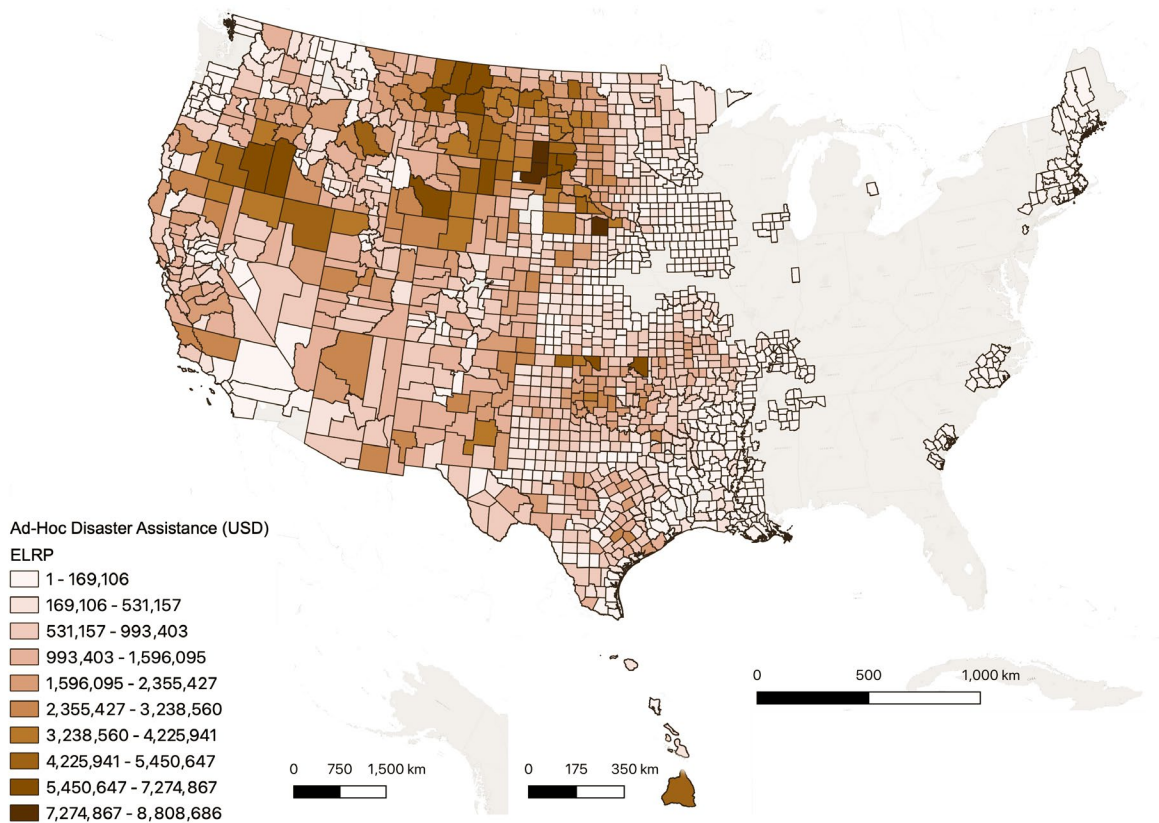 Ad-Hoc Disaster Assistance (USD)
ELRP
1 - 169,106
169,106 - 531,157
531,157 - 993,403
993,403 - 1,596,095
1,596,095 - 2,355,427
2,355,427 - 3,238,560
3,238,560 - 4,225,941
4,225,941 - 5,450,647
5,450,647 - 7,274,867
7,274,867 - 8,808,686
0 750 1,500 km
0 175 350 km
0 500 1,000 km